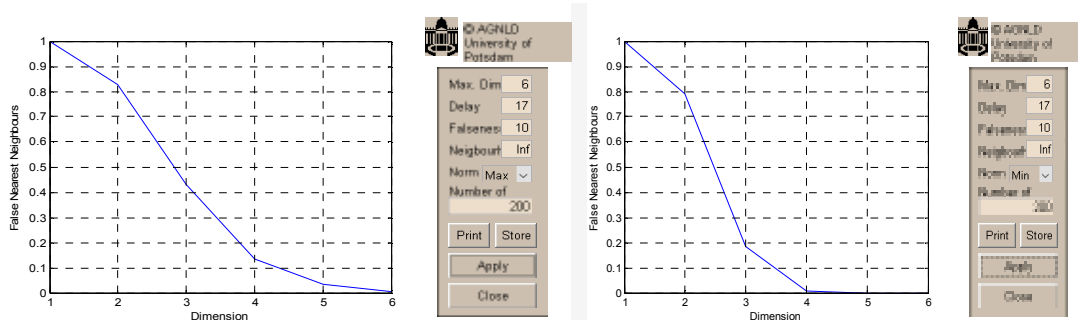 1
0.9
0.8
0.7
0.6
0.5
0.4
0.3
0.2
0.1
0
1 2 3 4 5 6
False Nearest Neighbours
Dimension
© AGNLD
University of
Potsdam
Max. Dim 6
Delay 17
Falsenes 10
Neigbourh Inf
Norm Max
Number of
200
Print Store
Apply
Close
1
0.9
0.8
0.7
0.6
0.5
0.4
0.3
0.2
0.1
0
1 2 3 4 5 6
False Nearest Neighbours
Dimension
© AGNLD
University of
Potsdam
Max. Dim 6
Delay 17
Falsenes 10
Neigbourh Inf
Norm Min
Number of
200
Print Store
Apply
Close